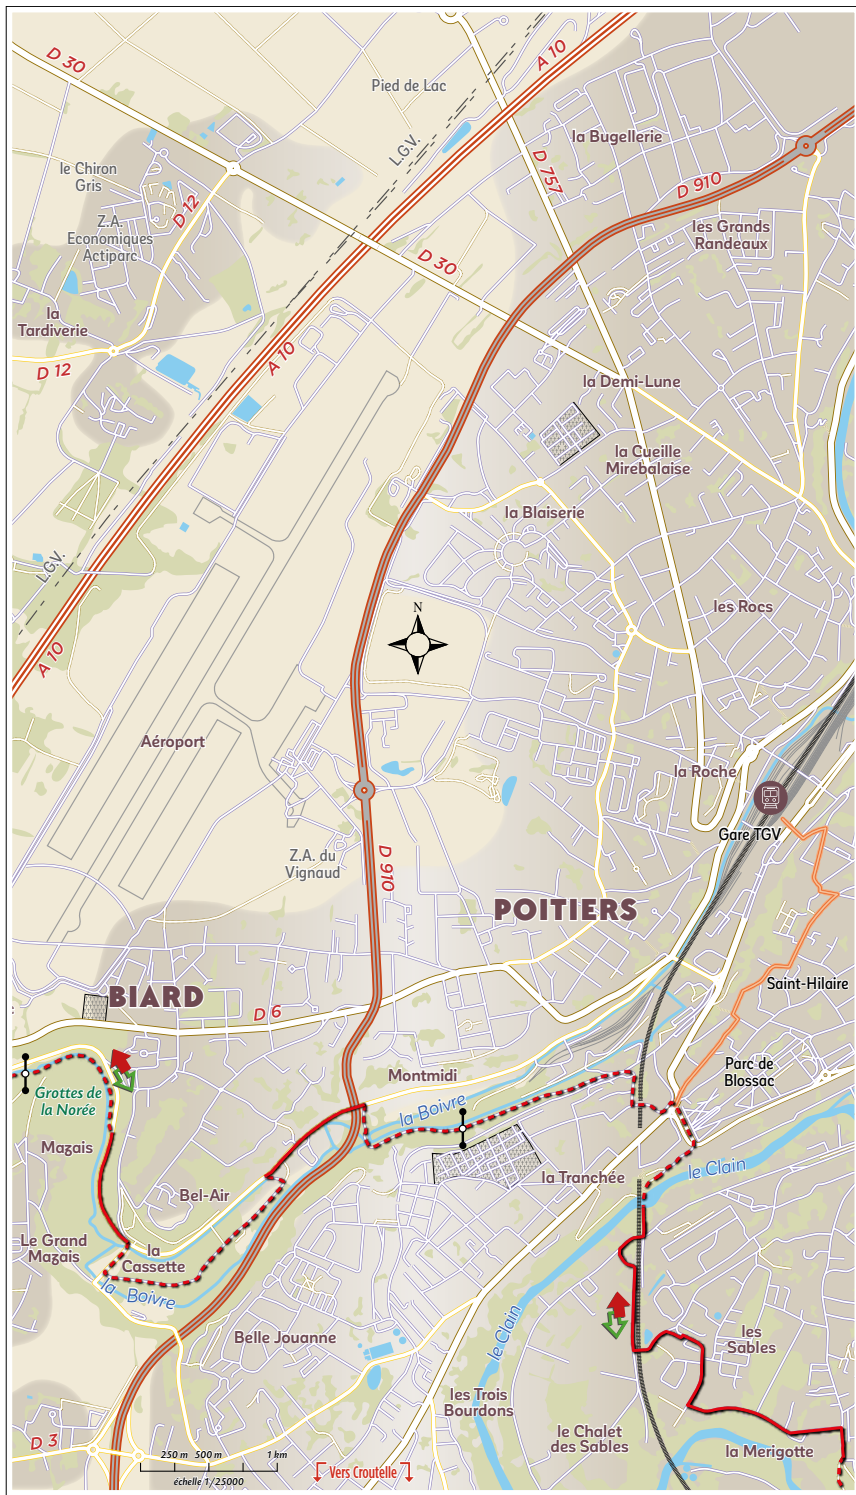 D 30
A 10
Pied de Lac
la Bugellerie
L.G.V.
le Chiron
Gris
D 757
D 910
D 12
Z.A.
Economiques
Actiparc
les Grands
Randeaux
D 30
la
Tardiverie
D 12
A 10
la Demi-Lune
la Cueille
Mirebalaise
la Blaiserie
L.G.V.
N
les Rocs
A 10
Aéroport
la Roche
Gare TGV
Z.A. du
Vignaud
D 910
POITIERS
BIARD
Saint-Hilaire
D 6
Montmidi
Parc de
Blossac
Grottes de
la Norée
la Boivre
Mazais
la Tranchée
le Clain
Bel-Air
Le Grand
Mazais
la
Cassette
la Boivre
le Clain
Belle Jouanne
les
Sables
les Trois
Bourdons
le Chalet
des Sables
la Merigotte
D 3
250 m 500 m 1 km
échelle 1/25000
Vers Croutelle